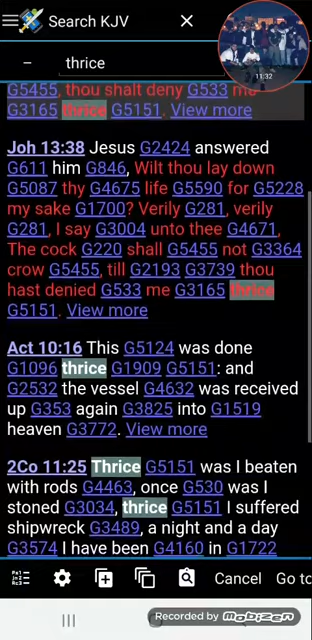 Search KJV
thrice
11:32
G5455, thou shalt deny G533 me
G3165 thrice G5151. View more
Joh 13:38 Jesus G2424 answered
G611 him G846, Wilt thou lay down
G5087 thy G4675 life G5590 for G5228
my sake G1700? Verily G281, verily
G281, I say G3004 unto thee G4671,
The cock G220 shall G5455 not G3364
crow G5455, till G2193 G3739 thou
hast denied G533 me G3165 thrice
G5151. View more
Act 10:16 This G5124 was done
G1096 thrice G1909 G5151: and
G2532 the vessel G4632 was received
up G353 again G3825 into G1519
heaven G3772. View more
2Co 11:25 Thrice G5151 was I beaten
with rods G4463, once G530 was I
stoned G3034, thrice G5151 I suffered
shipwreck G3489, a night and a day
G3574 I have been G4160 in G1722
Cancel Go to
Recorded by Mobizen